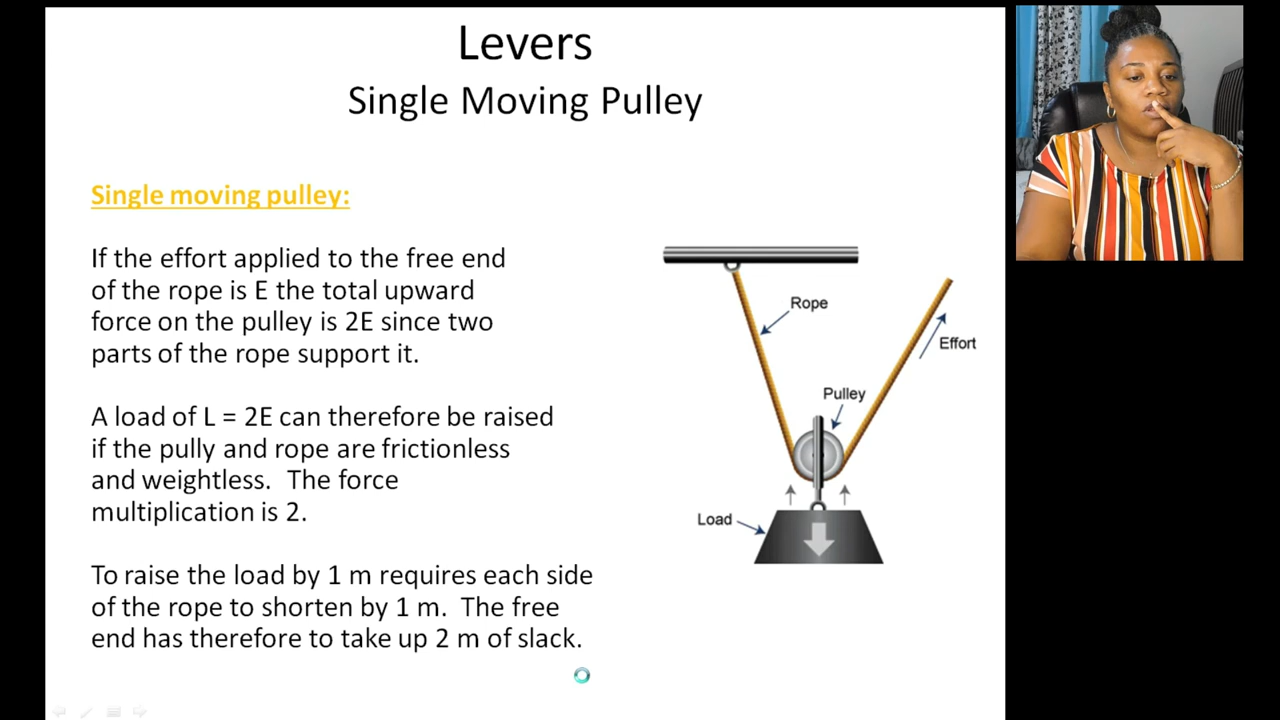 Levers
Single Moving Pulley
Single moving pulley:
If the effort applied to the free end
of the rope is E the total upward
force on the pulley is 2E since two
parts of the rope support it.
A load of L = 2E can therefore be raised
if the pully and rope are frictionless
and weightless.  The force
multiplication is 2.
To raise the load by 1 m requires each side
of the rope to shorten by 1 m.  The free
end has therefore to take up 2 m of slack.
Rope
Effort
Pulley
Load